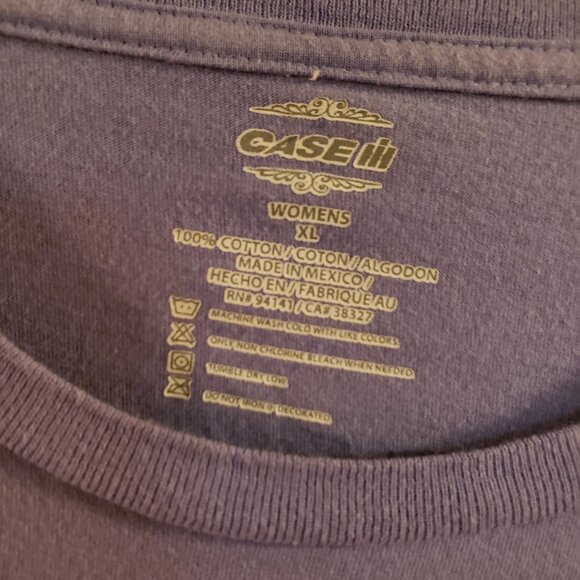 CASE IH
WOMENS
XL
100% COTTON / COTON / ALGODON
MADE IN MEXICO /
HECHO EN / FABRIQUE AU
RN# 94141 / CA# 38327
MACHINE WASH COLD WITH LIKE COLORS.
ONLY NON CHLORINE BLEACH WHEN NEEDED.
TUMBLE DRY LOW.
DO NOT IRON IF DECORATED.